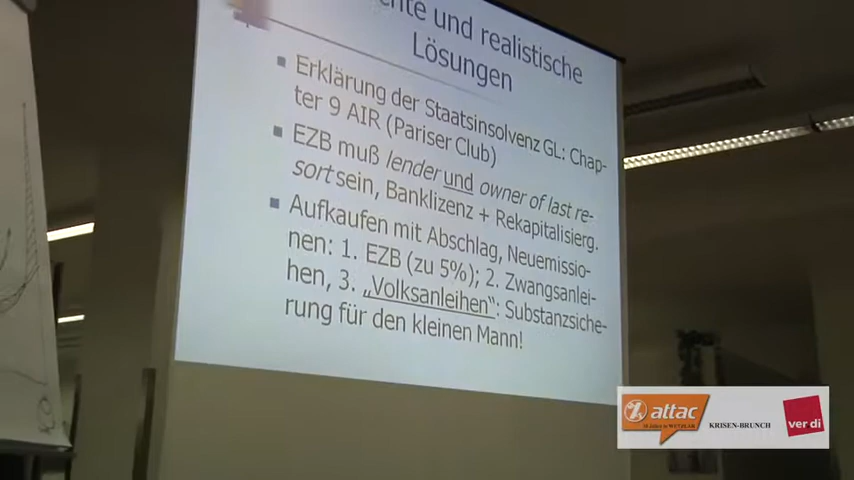 und realistische
Lösungen
Erklärung der Staatsinsolvenz GL: Chap-
ter 9 AIR (Pariser Club)
EZB muß lender und owner of last re-
sort sein, Banklizenz + Rekapitalisierg.
Aufkaufen mit Abschlag, Neuemissio-
nen: 1. EZB (zu 5%); 2. Zwangsanlei-
hen, 3. „Volksanleihen“: Substanzsiche-
rung für den kleinen Mann!
attac
KRISEN-BRUNCH
ver di